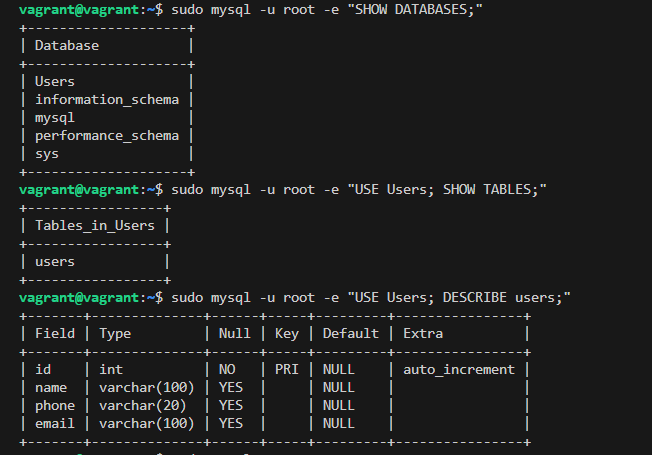 vagrant@vagrant:~$ sudo mysql -u root -e "SHOW DATABASES;"
+--------------------+
| Database           |
+--------------------+
| Users              |
| information_schema |
| mysql              |
| performance_schema |
| sys                |
+--------------------+
vagrant@vagrant:~$ sudo mysql -u root -e "USE Users; SHOW TABLES;"
+-----------------+
| Tables_in_Users |
+-----------------+
| users           |
+-----------------+
vagrant@vagrant:~$ sudo mysql -u root -e "USE Users; DESCRIBE users;"
+-------+--------------+------+-----+---------+----------------+
| Field | Type         | Null | Key | Default | Extra          |
+-------+--------------+------+-----+---------+----------------+
| id    | int          | NO   | PRI | NULL    | auto_increment |
| name  | varchar(100) | YES  |     | NULL    |                |
| phone | varchar(20)  | YES  |     | NULL    |                |
| email | varchar(100) | YES  |     | NULL    |                |
+-------+--------------+------+-----+---------+----------------+